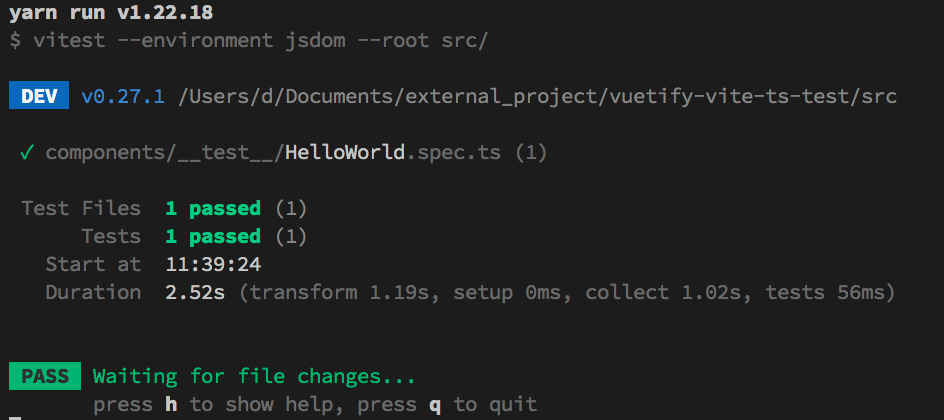 yarn run v1.22.18
$ vitest --environment jsdom --root src/
DEV v0.27.1 /Users/d/Documents/external_project/vuetify-vite-ts-test/src
✓ components/__test__/HelloWorld.spec.ts (1)
Test Files 1 passed (1)
Tests 1 passed (1)
Start at 11:39:24
Duration 2.52s (transform 1.19s, setup 0ms, collect 1.02s, tests 56ms)
PASS Waiting for file changes...
press h to show help, press q to quit